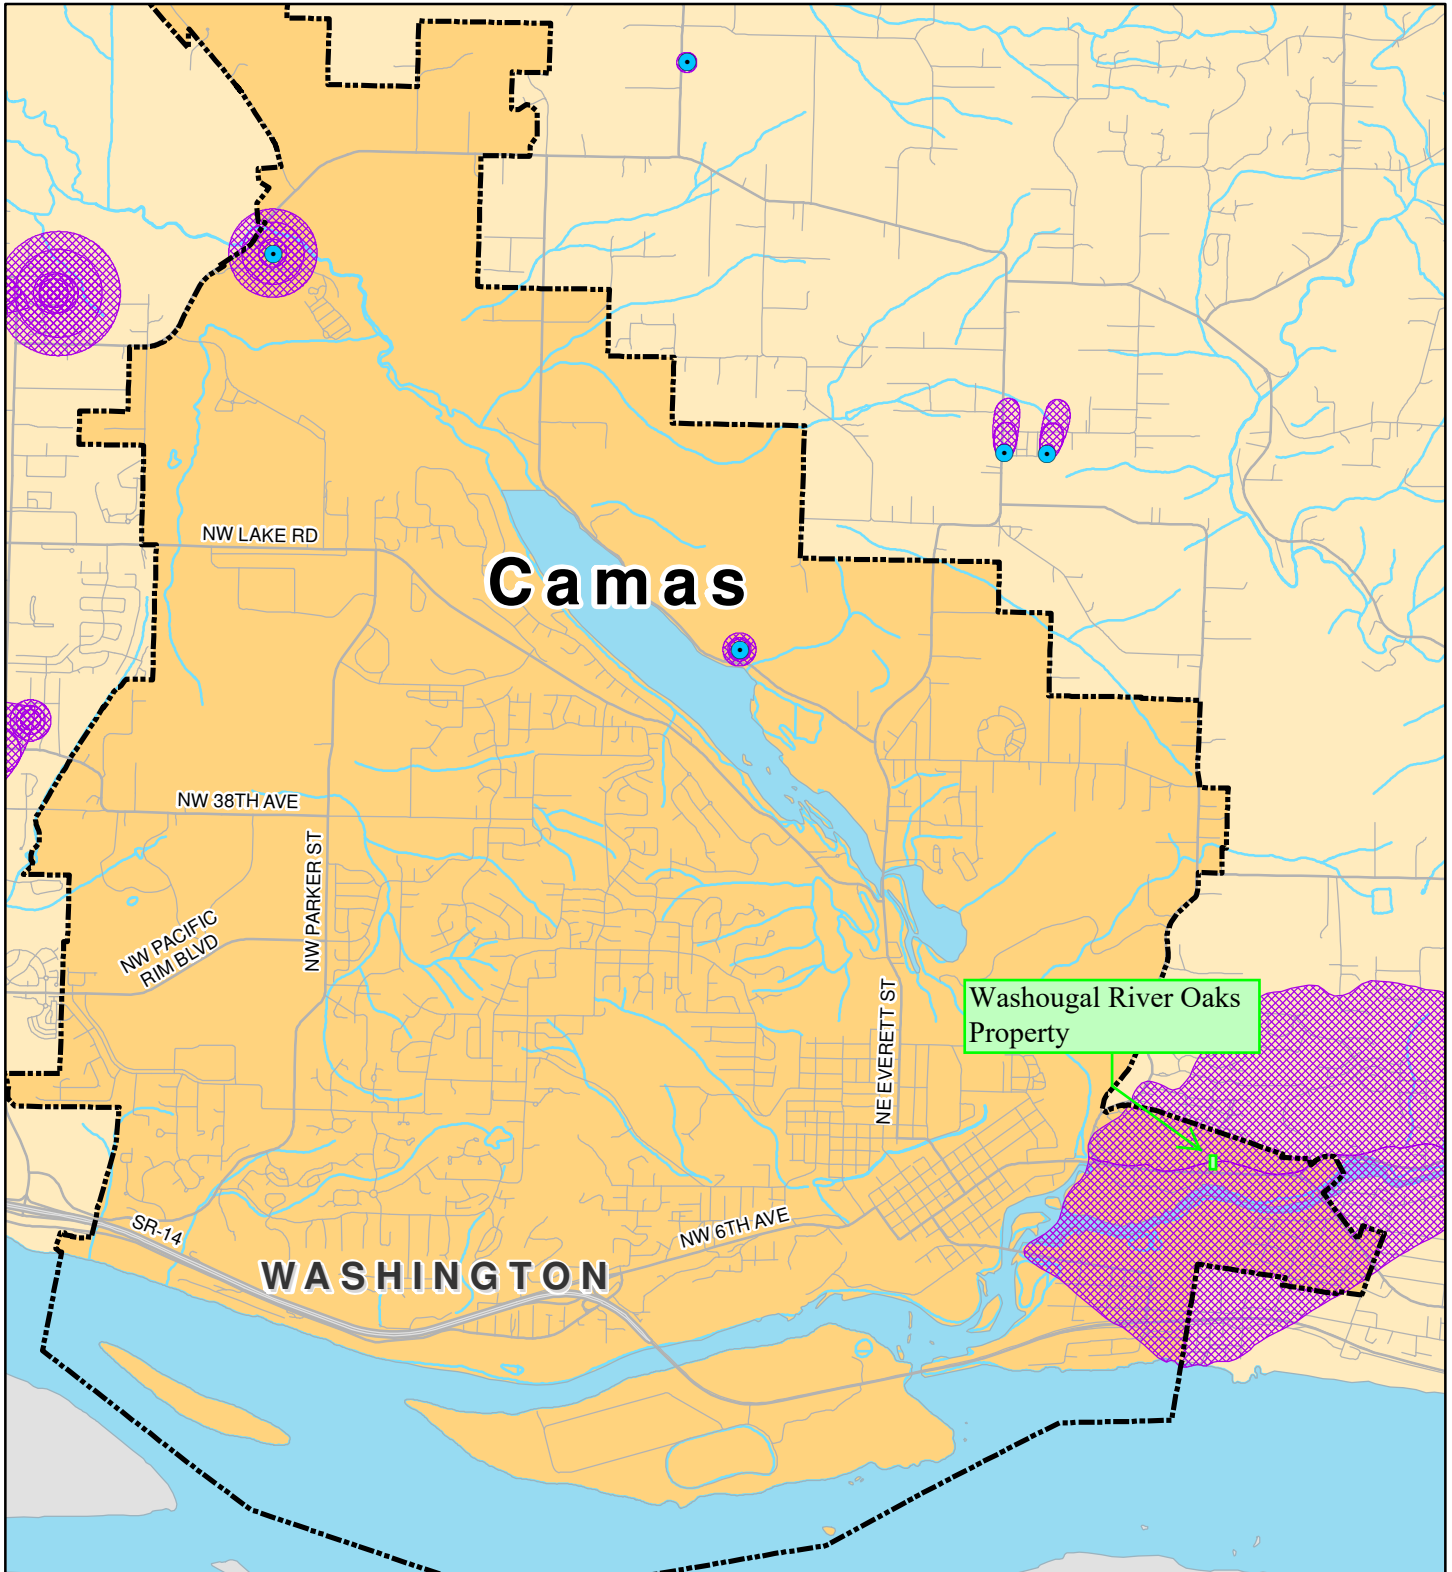 NW LAKE RD
Camas
NW 38TH AVE
NW PARKER ST
NW PACIFIC
RIM BLVD
Washougal River Oaks
Property
NE EVERETT ST
SR-14
NW 6TH AVE
WASHINGTON